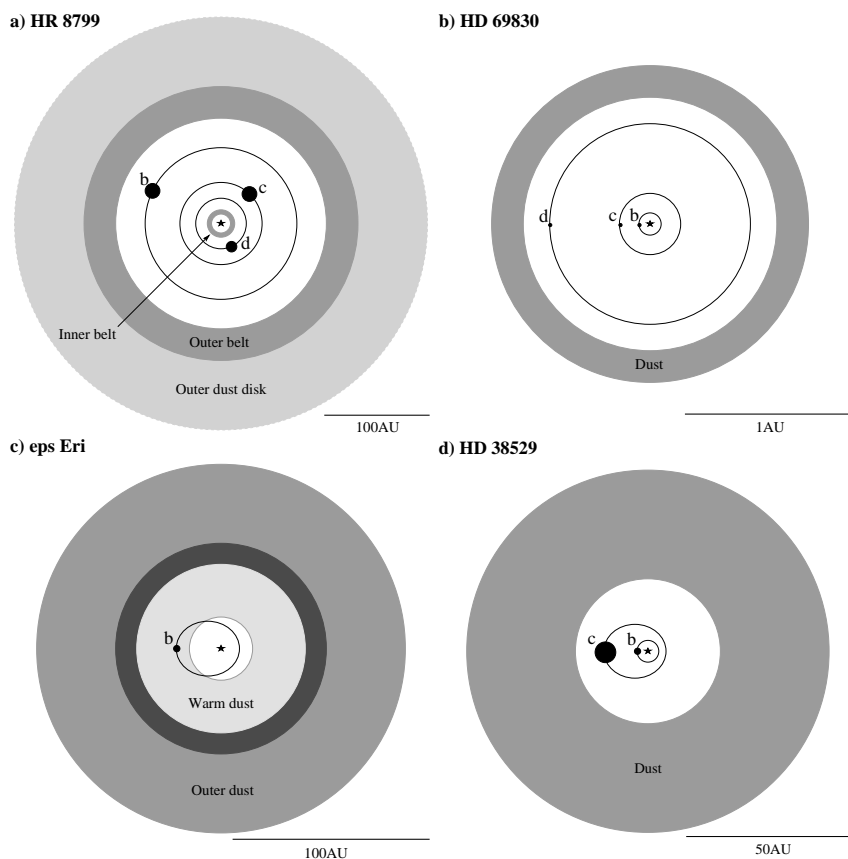 a) HR 8799
b
c
d
Inner belt
Outer belt
Outer dust disk
100AU
b) HD 69830
d
c
b
Dust
1AU
c) eps Eri
b
Warm dust
Outer dust
100AU
d) HD 38529
c
b
Dust
50AU